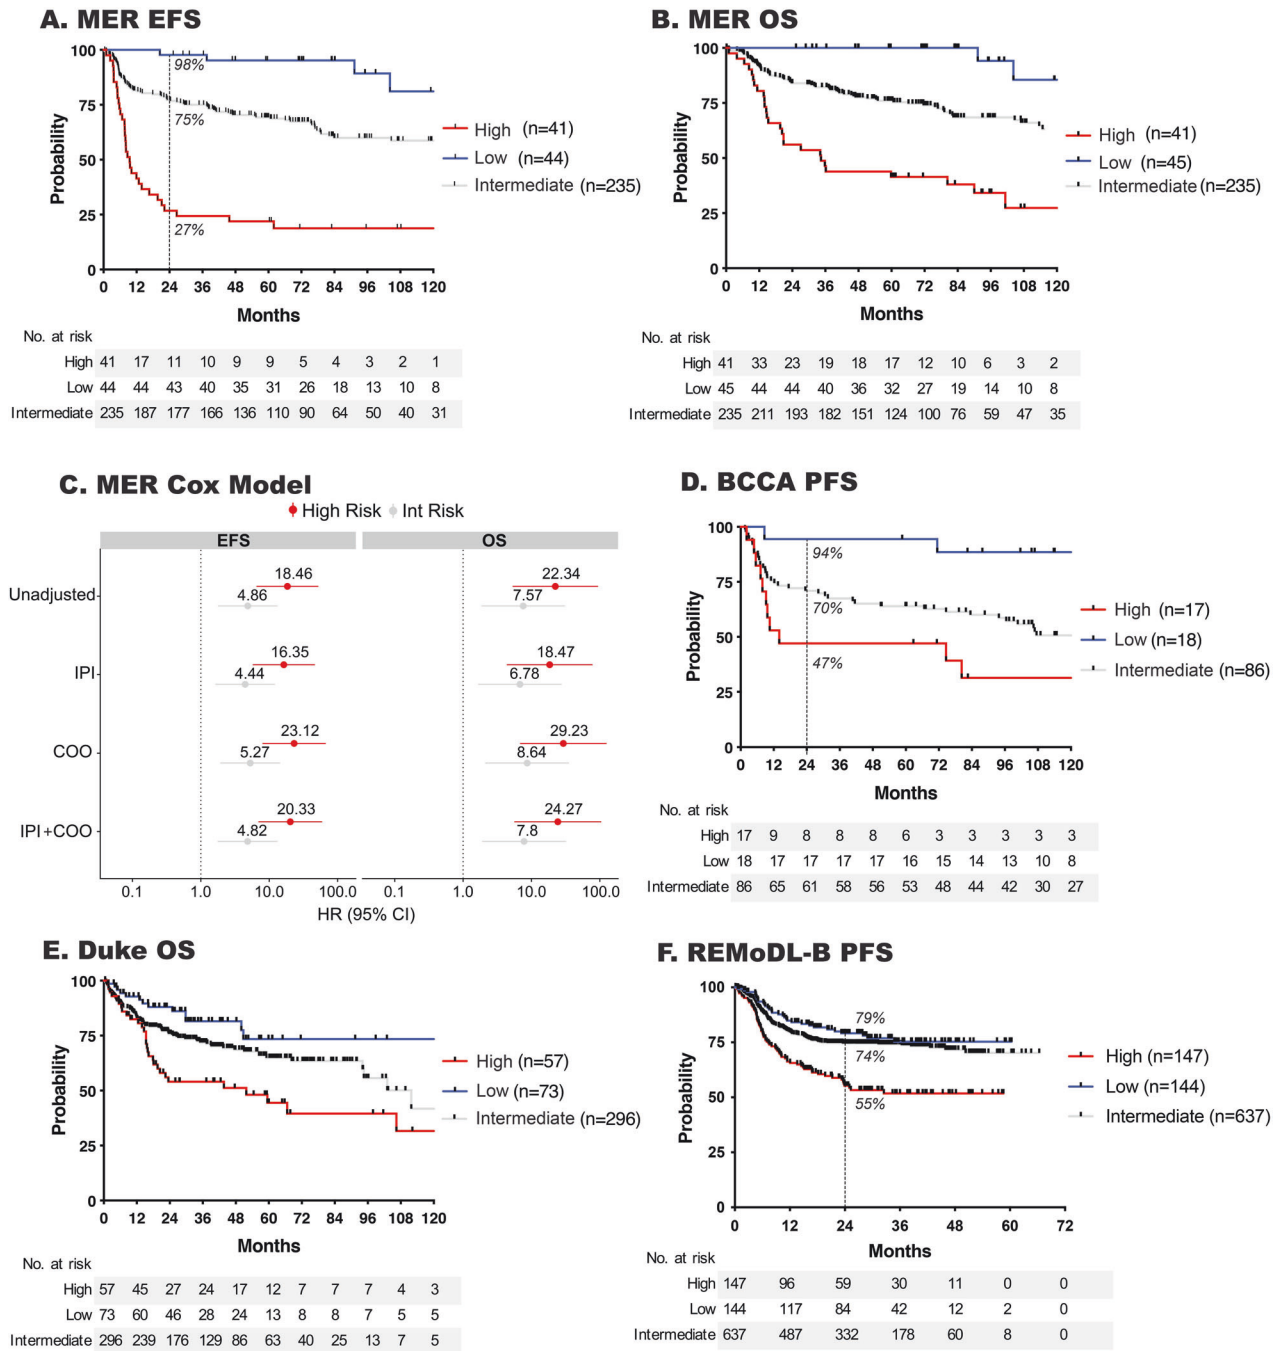 A. MER EFS
Probability
100
75
50
25
0
98%
75%
27%
High (n=41)
Low (n=44)
Intermediate (n=235)
0 12 24 36 48 60 72 84 96 108 120
Months
No. at risk
High 41 17 11 10 9 9 5 4 3 2 1
Low 44 44 43 40 35 31 26 18 13 10 8
Intermediate 235 187 177 166 136 110 90 64 50 40 31
B. MER OS
Probability
100
75
50
25
0
High (n=41)
Low (n=45)
Intermediate (n=235)
0 12 24 36 48 60 72 84 96 108 120
Months
No. at risk
High 41 33 23 19 18 17 12 10 6 3 2
Low 45 44 44 40 36 32 27 19 14 10 8
Intermediate 235 211 193 182 151 124 100 76 59 47 35
C. MER Cox Model
High Risk Int Risk
EFS OS
Unadjusted 18.46 4.86 22.34 7.57
IPI 16.35 4.44 18.47 6.78
COO 23.12 5.27 29.23 8.64
IPI+COO 20.33 4.82 24.27 7.8
0.1 1.0 10.0 100.0 0.1 1.0 10.0 100.0
HR (95% CI)
D. BCCA PFS
Probability
100
75
50
25
0
94%
70%
47%
High (n=17)
Low (n=18)
Intermediate (n=86)
0 12 24 36 48 60 72 84 96 108 120
Months
No. at risk
High 17 9 8 8 8 6 3 3 3 3 3
Low 18 17 17 17 17 16 15 14 13 10 8
Intermediate 86 65 61 58 56 53 48 44 42 30 27
E. Duke OS
Probability
100
75
50
25
0
High (n=57)
Low (n=73)
Intermediate (n=296)
0 12 24 36 48 60 72 84 96 108 120
Months
No. at risk
High 57 45 27 24 17 12 7 7 7 4 3
Low 73 60 46 28 24 13 8 8 7 5 5
Intermediate 296 239 176 129 86 63 40 25 13 7 5
F. REMoDL-B PFS
Probability
100
75
50
25
0
79%
74%
55%
High (n=147)
Low (n=144)
Intermediate (n=637)
0 12 24 36 48 60 72
Months
No. at risk
High 147 96 59 30 11 0 0
Low 144 117 84 42 12 2 0
Intermediate 637 487 332 178 60 8 0